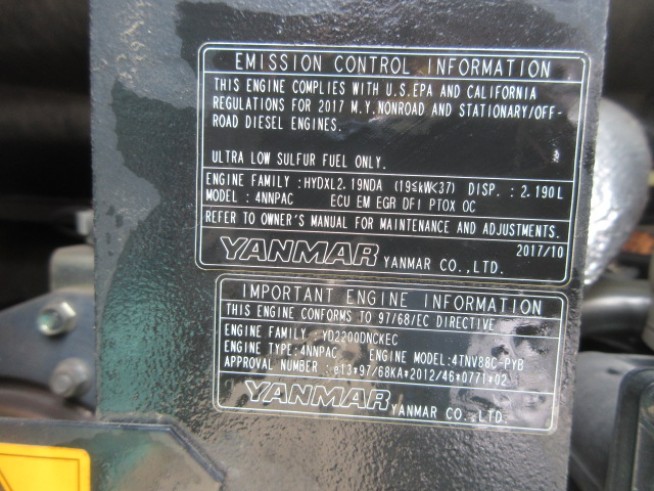 EMISSION CONTROL INFORMATION
THIS ENGINE COMPLIES WITH U.S.EPA AND CALIFORNIA
REGULATIONS FOR 2017 M.Y.NONROAD AND STATIONARY/OFF-
ROAD DIESEL ENGINES.
ULTRA LOW SULFUR FUEL ONLY.
ENGINE FAMILY :HYDXL2.19NDA (19≤kW<37) DISP.:2.190L
MODEL :4NNPAC ECU EM EGR DFI PTOX OC
REFER TO OWNER'S MANUAL FOR MAINTENANCE AND ADJUSTMENTS.
2017/10
YANMAR YANMAR CO.,LTD.
IMPORTANT ENGINE INFORMATION
THIS ENGINE CONFORMS TO 97/68/EC DIRECTIVE
ENGINE FAMILY :YD2200DNCKEC
ENGINE TYPE:4NNPAC ENGINE MODEL:4TNV88C-PYB
APPROVAL NUMBER :e13*97/68KA*2012/46*0771*02
YANMAR YANMAR CO.,LTD.